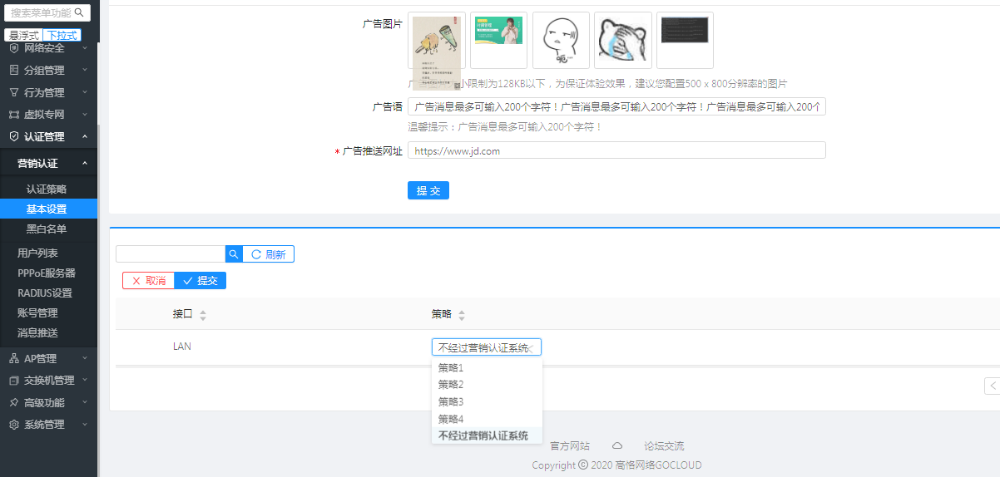 搜索菜单功能
悬浮式 下拉式
网络安全
分组管理
行为管理
虚拟专网
认证管理
营销认证
认证策略
基本设置
黑白名单
用户列表
PPPoE服务器
RADIUS设置
账号管理
消息推送
AP管理
交换机管理
高级功能
系统管理
广告图片
小限制为128KB以下，为保证体验效果，建议您配置500 x 800分辨率的图片
广告语 广告消息最多可输入200个字符！广告消息最多可输入200个字符！广告消息最多可输入200个
温馨提示：广告消息最多可输入200个字符！
* 广告推送网址 https://www.jd.com
提 交
刷新
取消 提交
接口 策略
LAN 不经过营销认证系统
策略1
策略2
策略3
策略4
不经过营销认证系统
官方网站 论坛交流
Copyright © 2020 高恪网络GOCLOUD